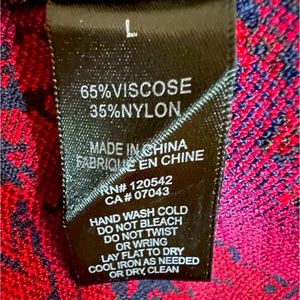 L
65%VISCOSE
35%NYLON
MADE IN CHINA
FABRIQUÉ EN CHINE
RN# 120542
CA # 07043
HAND WASH COLD
DO NOT BLEACH
DO NOT TWIST
OR WRING
LAY FLAT TO DRY
COOL IRON AS NEEDED
OR DRY, CLEAN